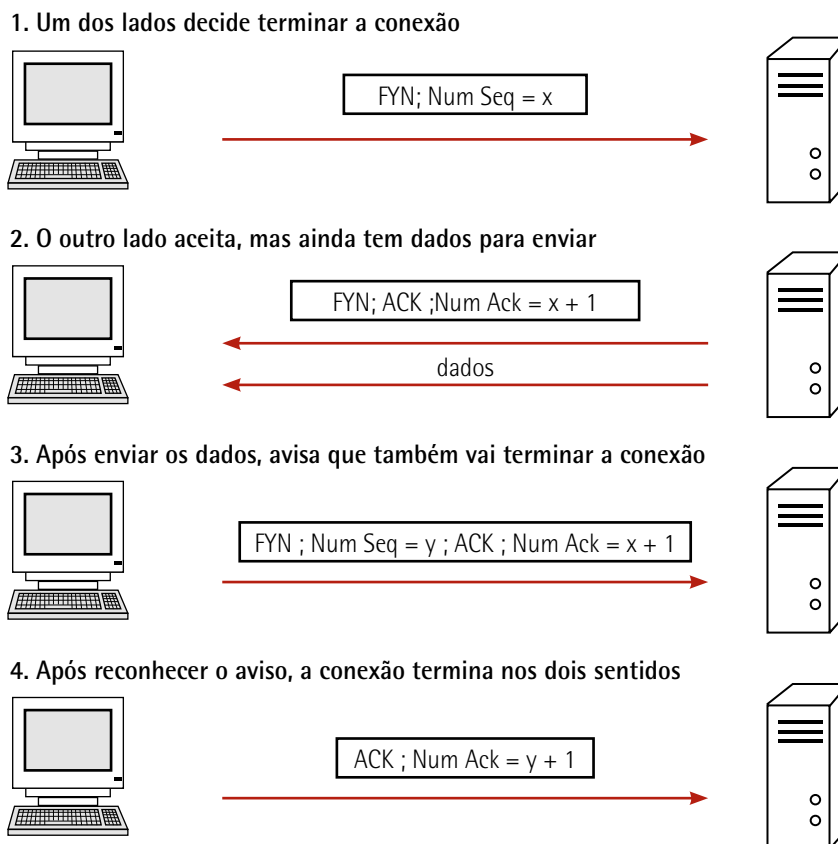 1. Um dos lados decide terminar a conexão
FYN; Num Seq = x
2. O outro lado aceita, mas ainda tem dados para enviar
FYN; ACK ;Num Ack = x + 1
dados
3. Após enviar os dados, avisa que também vai terminar a conexão
FYN ; Num Seq = y ; ACK ; Num Ack = x + 1
4. Após reconhecer o aviso, a conexão termina nos dois sentidos
ACK ; Num Ack = y + 1